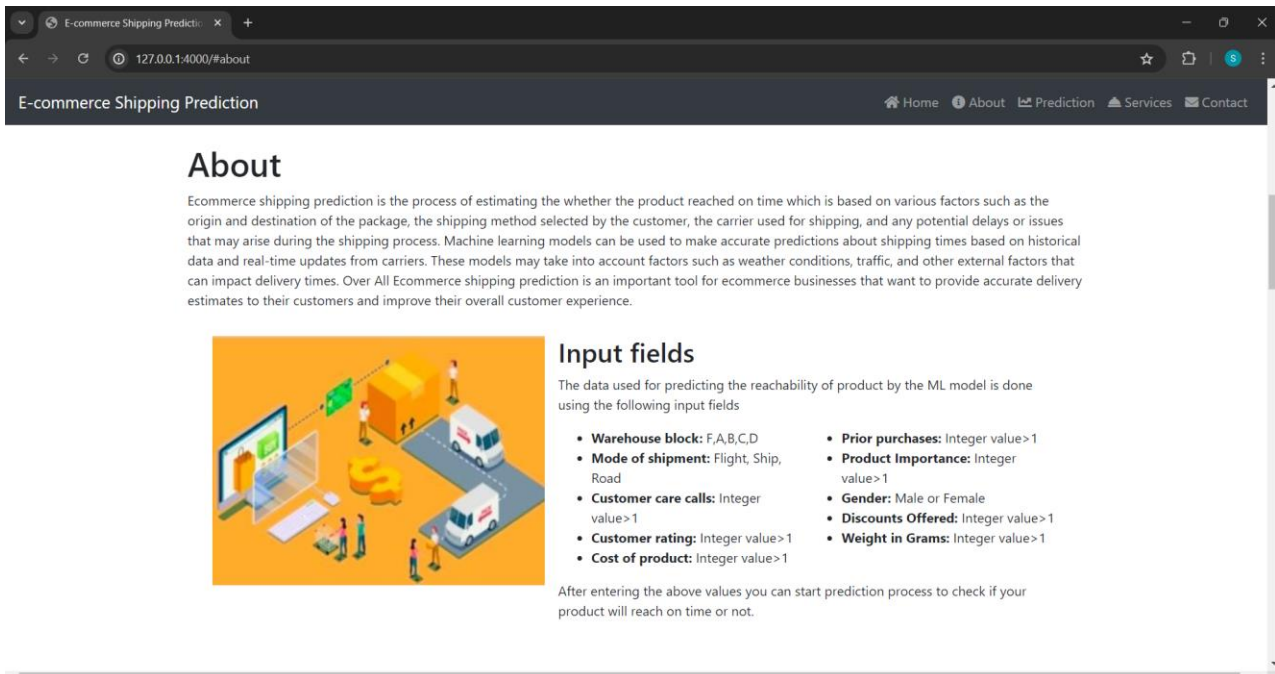 E-commerce Shipping Predictio
127.0.0.1:4000/#about
S
E-commerce Shipping Prediction
Home About Prediction Services Contact
About
Ecommerce shipping prediction is the process of estimating the whether the product reached on time which is based on various factors such as the
origin and destination of the package, the shipping method selected by the customer, the carrier used for shipping, and any potential delays or issues
that may arise during the shipping process. Machine learning models can be used to make accurate predictions about shipping times based on historical
data and real-time updates from carriers. These models may take into account factors such as weather conditions, traffic, and other external factors that
can impact delivery times. Over All Ecommerce shipping prediction is an important tool for ecommerce businesses that want to provide accurate delivery
estimates to their customers and improve their overall customer experience.
Input fields
The data used for predicting the reachability of product by the ML model is done
using the following input fields
• Warehouse block: F,A,B,C,D
• Mode of shipment: Flight, Ship,
Road
• Customer care calls: Integer
value>1
• Customer rating: Integer value>1
• Cost of product: Integer value>1
• Prior purchases: Integer value>1
• Product Importance: Integer
value>1
• Gender: Male or Female
• Discounts Offered: Integer value>1
• Weight in Grams: Integer value>1
After entering the above values you can start prediction process to check if your
product will reach on time or not.